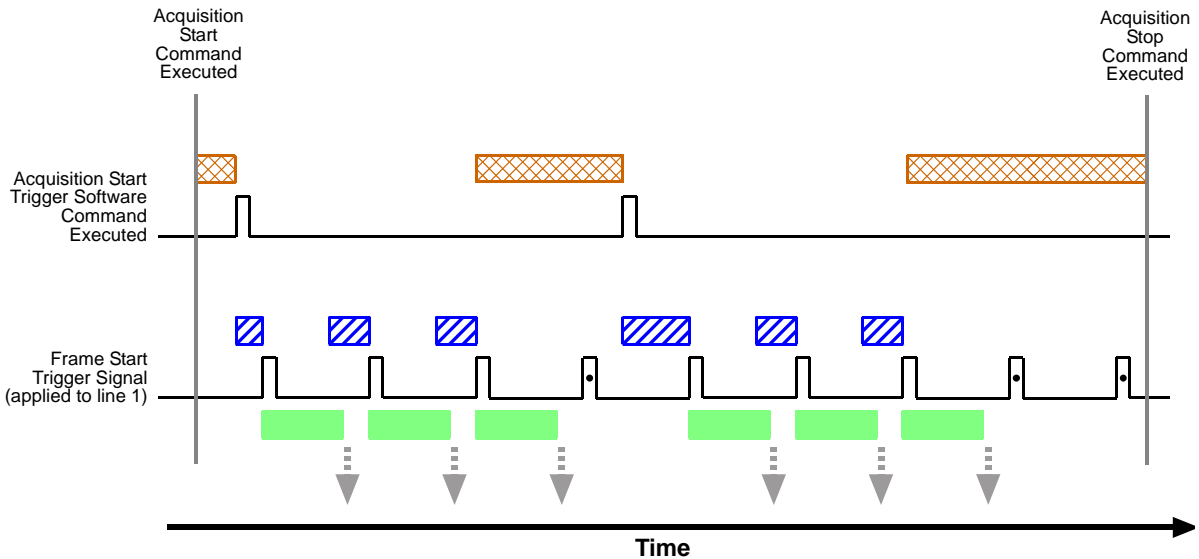 Acquisition
Start
Command
Executed
Acquisition
Stop
Command
Executed
Acquisition Start
Trigger Software
Command
Executed
Frame Start
Trigger Signal
(applied to line 1)
Time